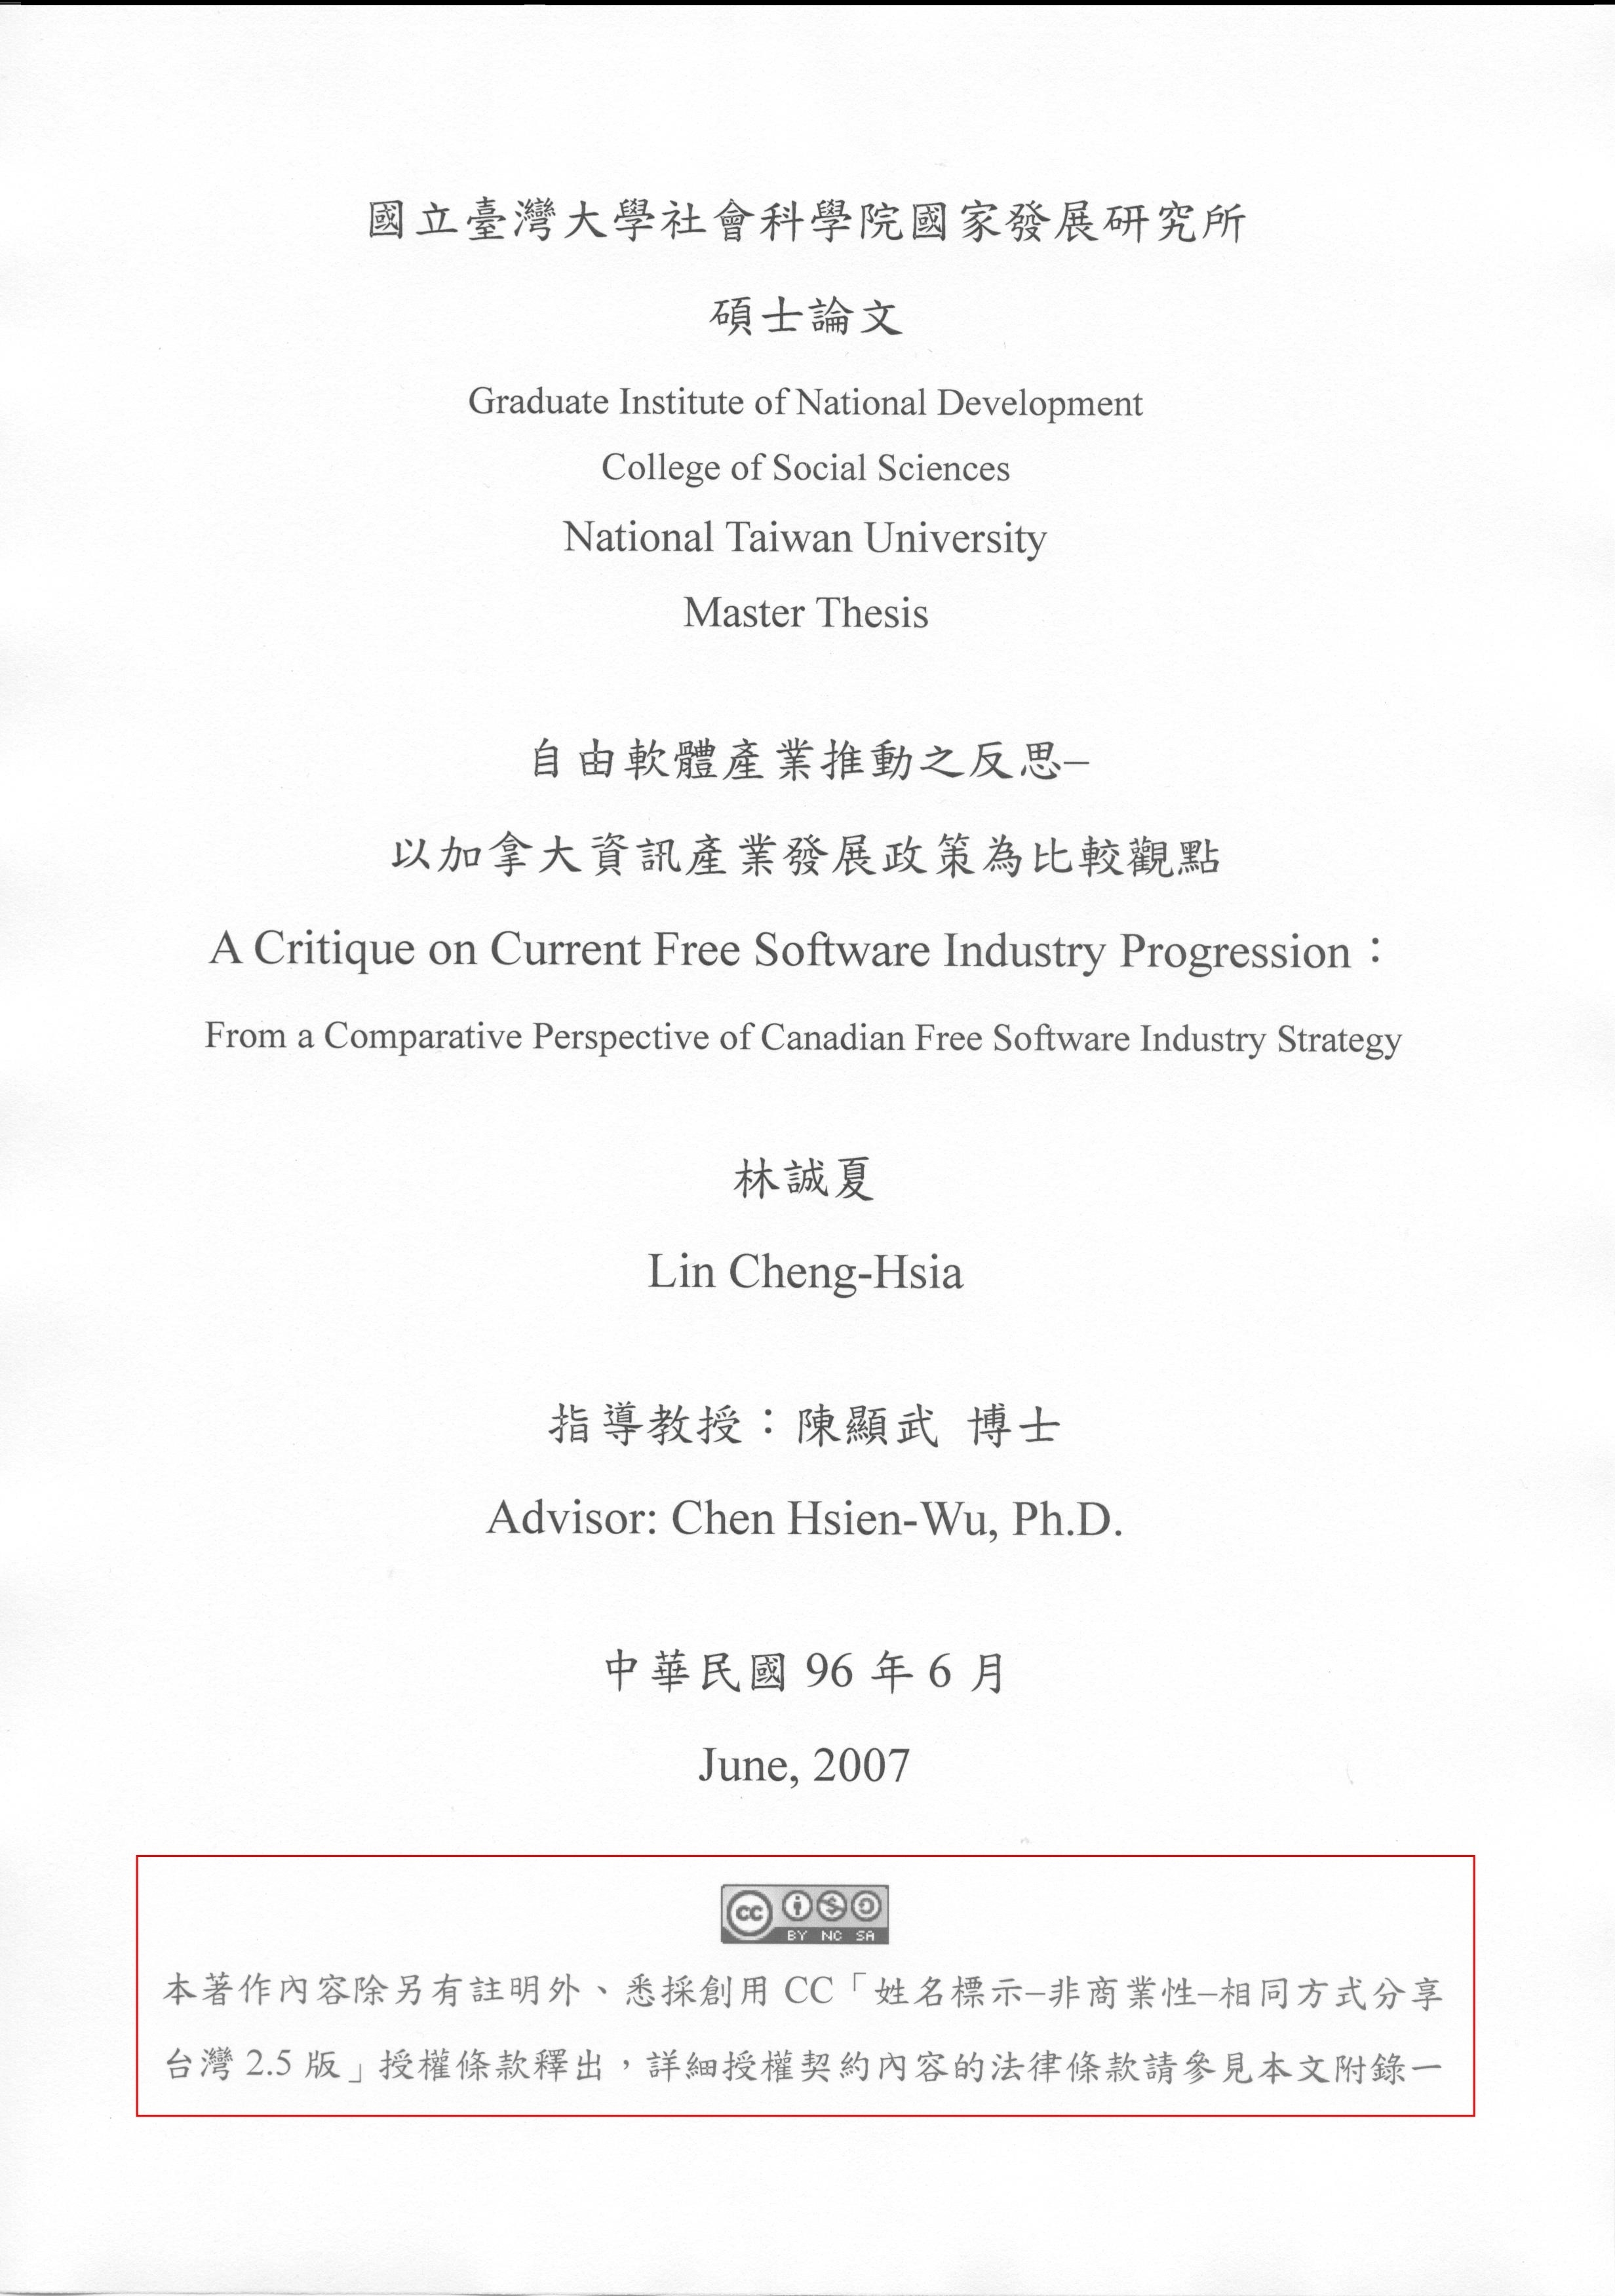 國立臺灣大學社會科學院國家發展研究所
碩士論文
Graduate Institute of National Development
College of Social Sciences
National Taiwan University
Master Thesis
自由軟體產業推動之反思–
以加拿大資訊產業發展政策為比較觀點
A Critique on Current Free Software Industry Progression：
From a Comparative Perspective of Canadian Free Software Industry Strategy
林誠夏
Lin Cheng-Hsia
指導教授：陳顯武 博士
Advisor: Chen Hsien-Wu, Ph.D.
中華民國 96 年 6 月
June, 2007
cc BY NC SA
本著作內容除另有註明外、悉採創用 CC「姓名標示–非商業性–相同方式分享
台灣 2.5 版」授權條款釋出，詳細授權契約內容的法律條款請參見本文附錄一